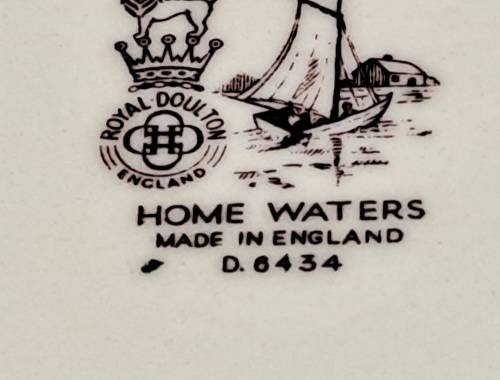 ROYAL·DOULTON
ENGLAND
HOME WATERS
MADE IN ENGLAND
D.6434